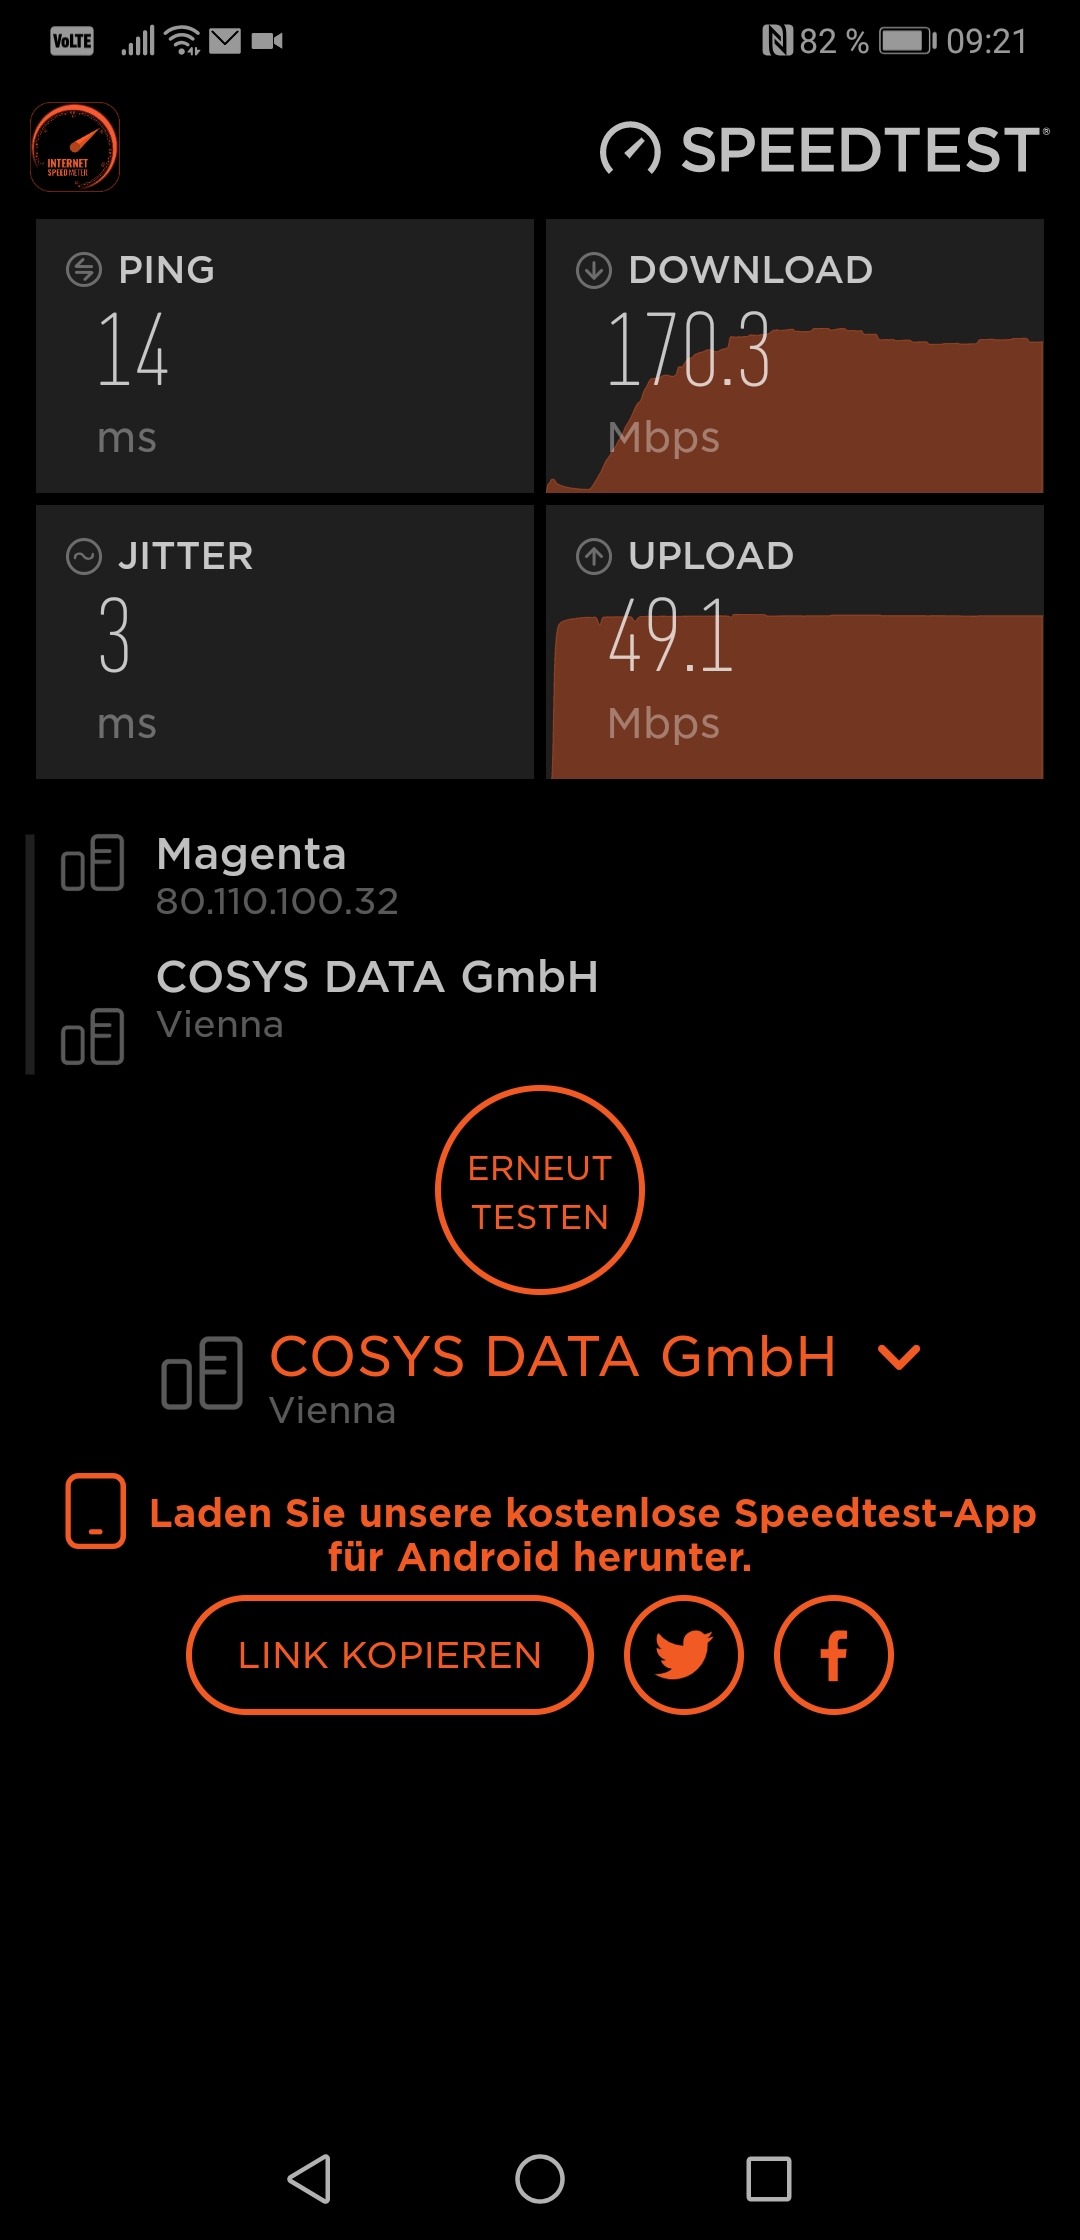 VoLTE
82 %
09:21
INTERNET
SPEED METER
SPEEDTEST®
PING
14
ms
DOWNLOAD
170.3
Mbps
JITTER
3
ms
UPLOAD
49.1
Mbps
Magenta
80.110.100.32
COSYS DATA GmbH
Vienna
ERNEUT
TESTEN
COSYS DATA GmbH
Vienna
Laden Sie unsere kostenlose Speedtest-App
für Android herunter.
LINK KOPIEREN